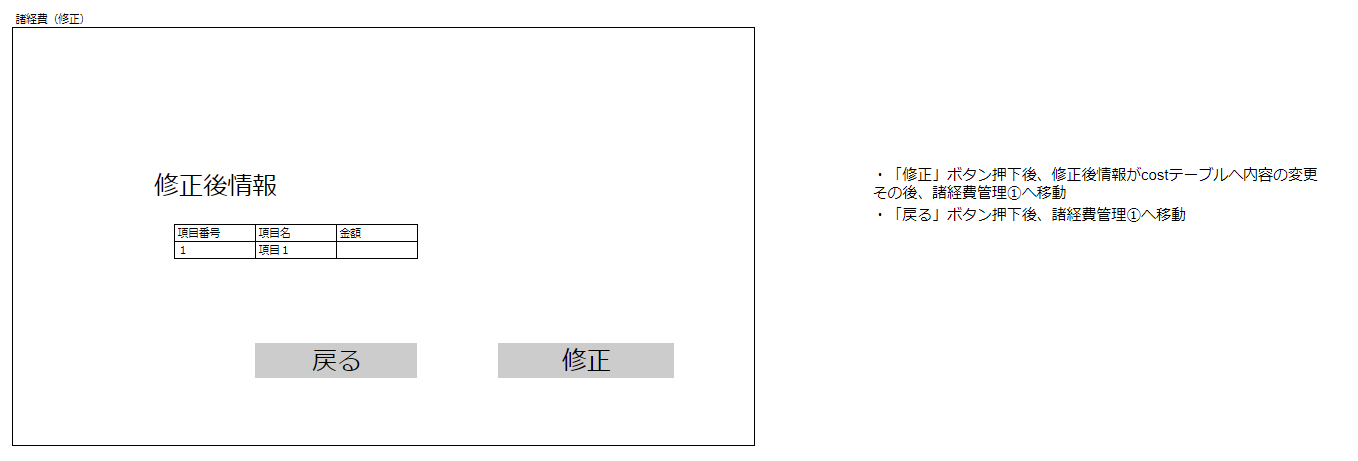 諸経費（修正）
修正後情報
項目番号 項目名 金額
1 項目１
戻る 修正
・「修正」ボタン押下後、修正後情報がcostテーブルへ内容の変更
その後、諸経費管理①へ移動
・「戻る」ボタン押下後、諸経費管理①へ移動